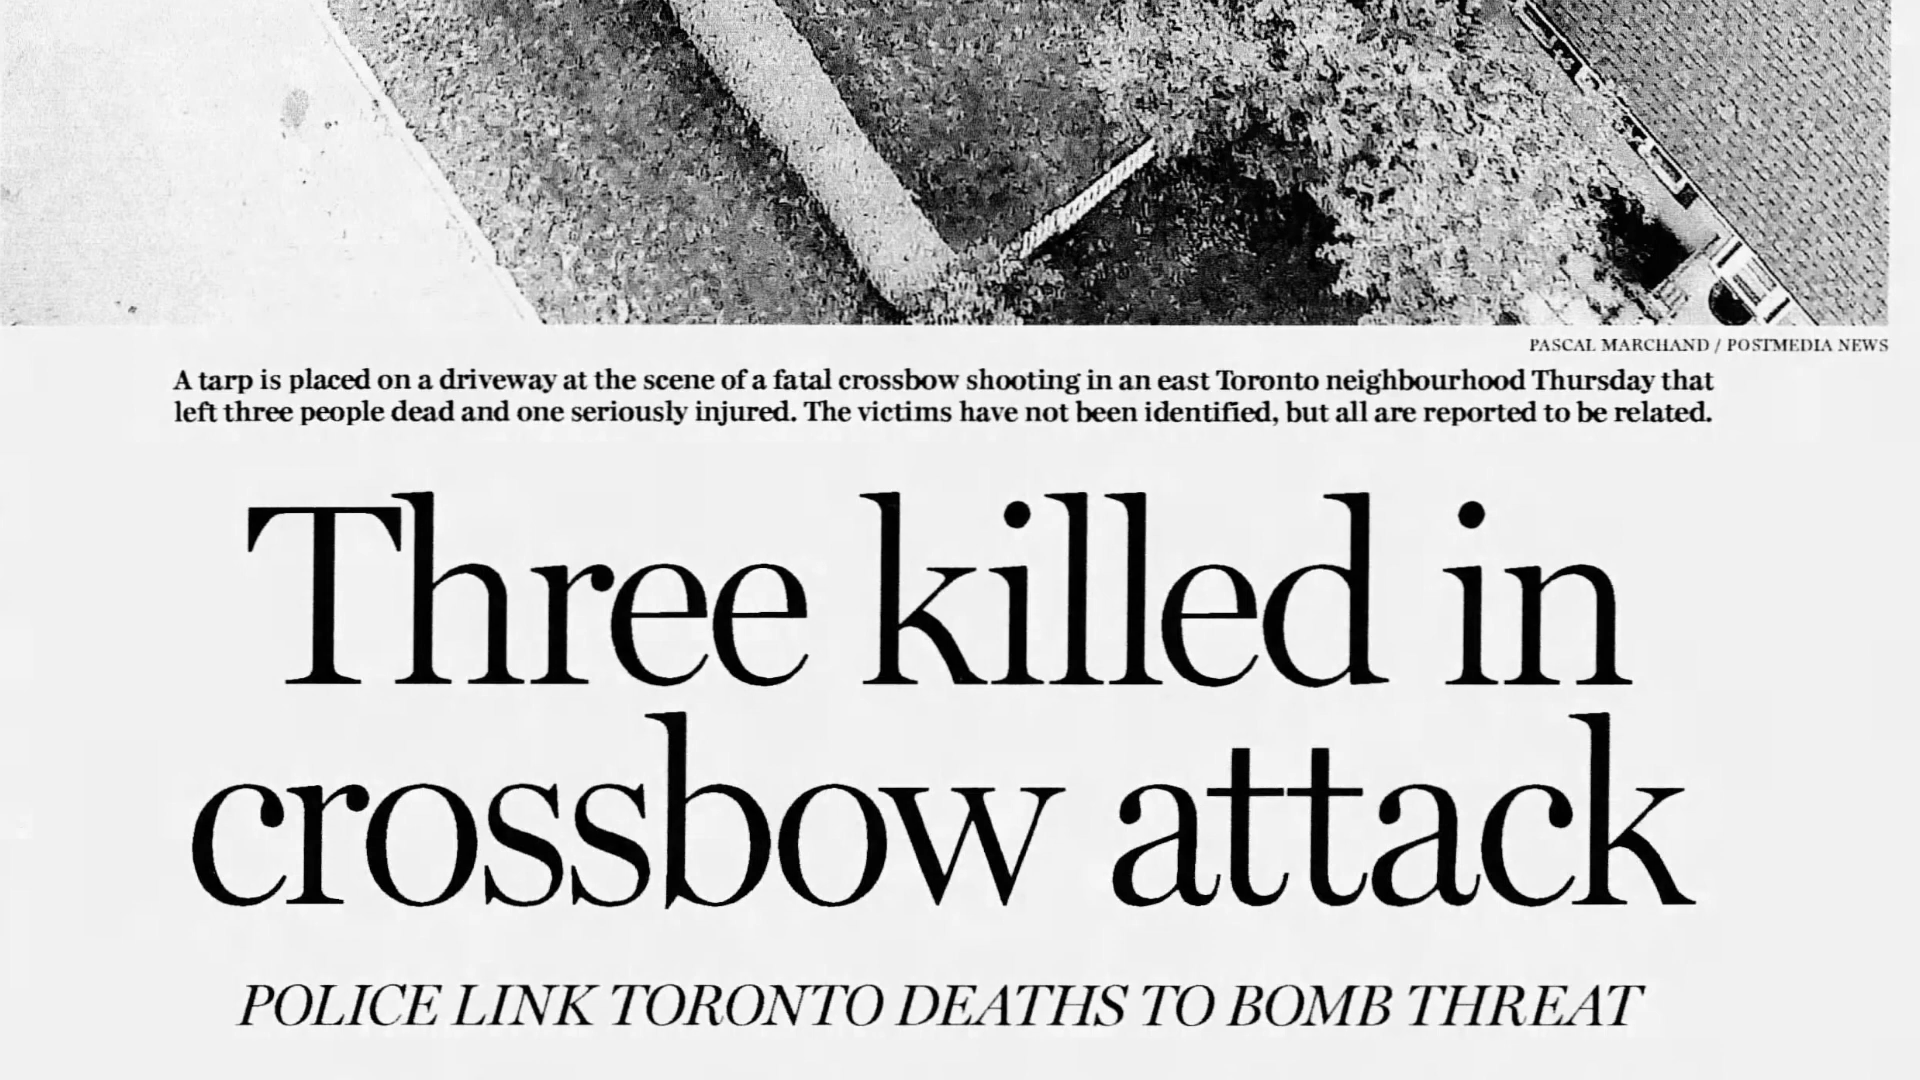 PASCAL MARCHAND / POSTMEDIA NEWS
A tarp is placed on a driveway at the scene of a fatal crossbow shooting in an east Toronto neighbourhood Thursday that
left three people dead and one seriously injured. The victims have not been identified, but all are reported to be related.
Three killed in
crossbow attack
POLICE LINK TORONTO DEATHS TO BOMB THREAT